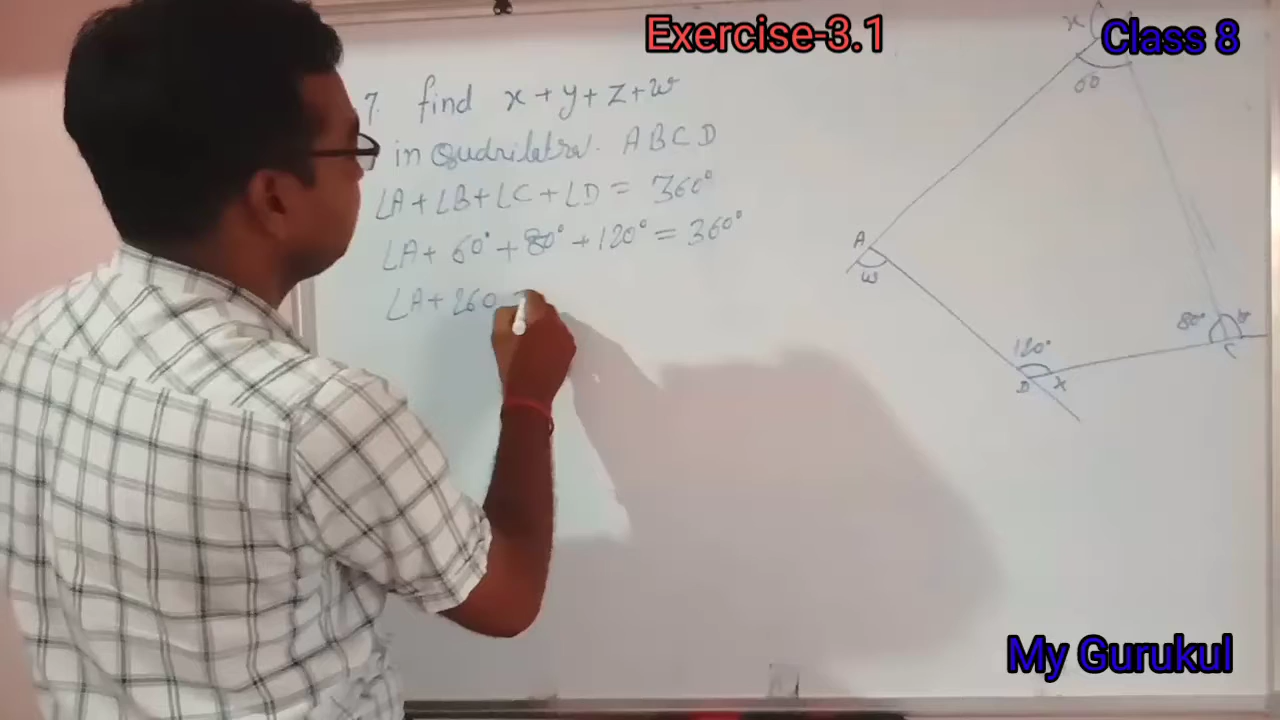 Exercise-3.1
Class 8
7. find x+y+z+w
in Qudrilatra. ABCD
∠A+∠B+∠C+∠D = 360°
∠A+ 60° + 80° + 120° = 360°
∠A+ 260
x
60
A
w
120°
D
x
80°
C
My Gurukul